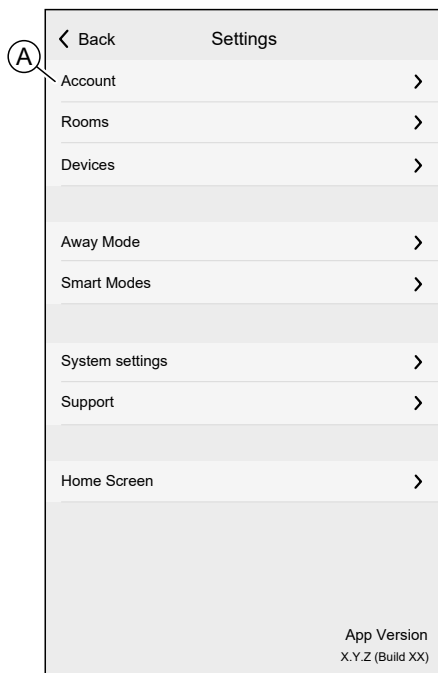 Back Settings
A
Account
Rooms
Devices
Away Mode
Smart Modes
System settings
Support
Home Screen
App Version
X.Y.Z (Build XX)